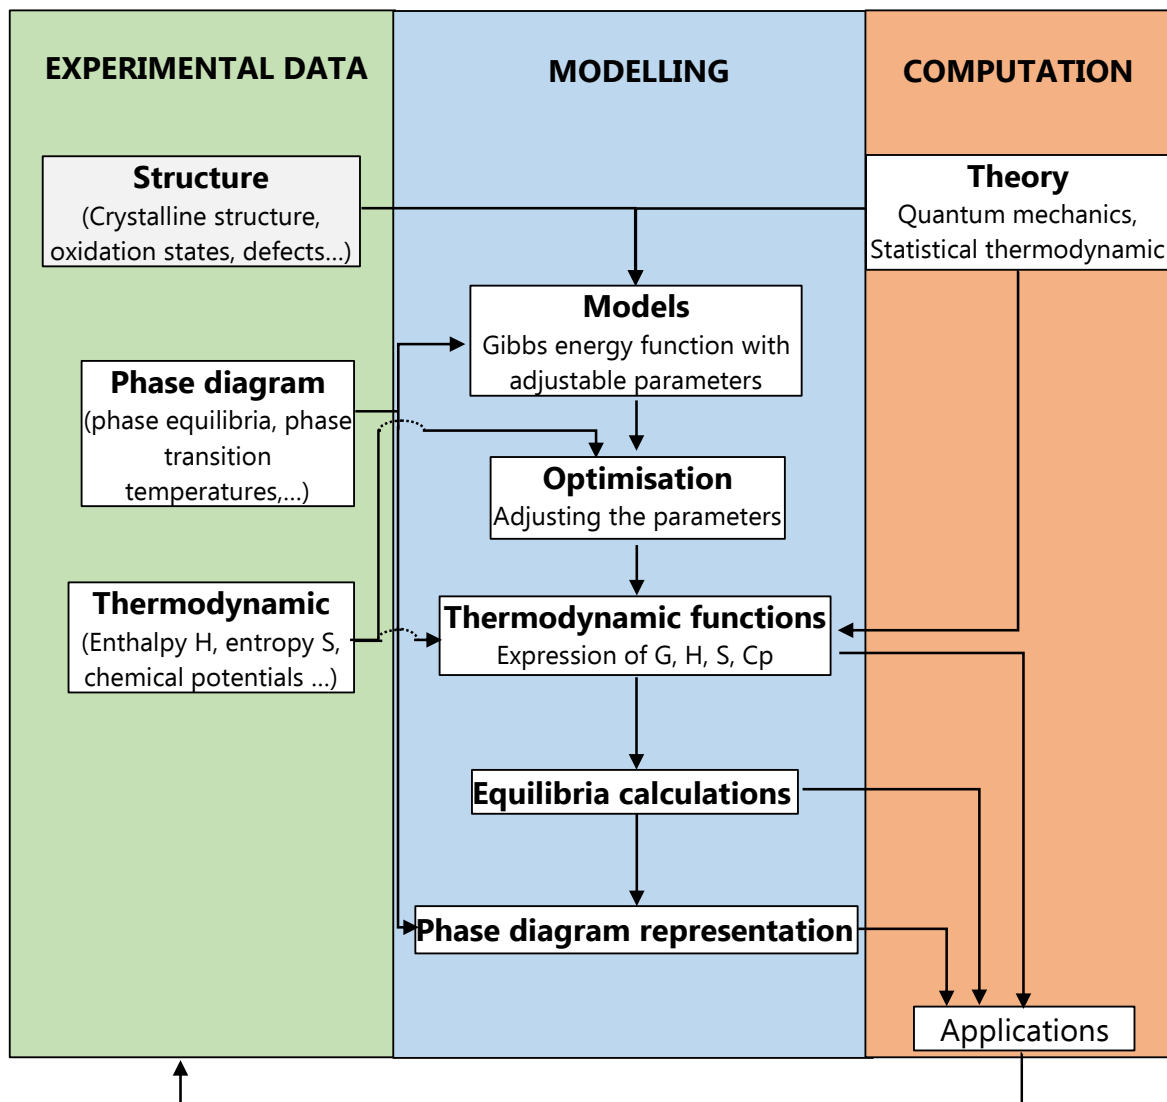 EXPERIMENTAL DATA
MODELLING
COMPUTATION
Structure
(Crystalline structure,
oxidation states, defects…)
Theory
Quantum mechanics,
Statistical thermodynamic
Models
Gibbs energy function with
adjustable parameters
Phase diagram
(phase equilibria, phase
transition
temperatures,…)
Optimisation
Adjusting the parameters
Thermodynamic
(Enthalpy H, entropy S,
chemical potentials …)
Thermodynamic functions
Expression of G, H, S, Cp
Equilibria calculations
Phase diagram representation
Applications